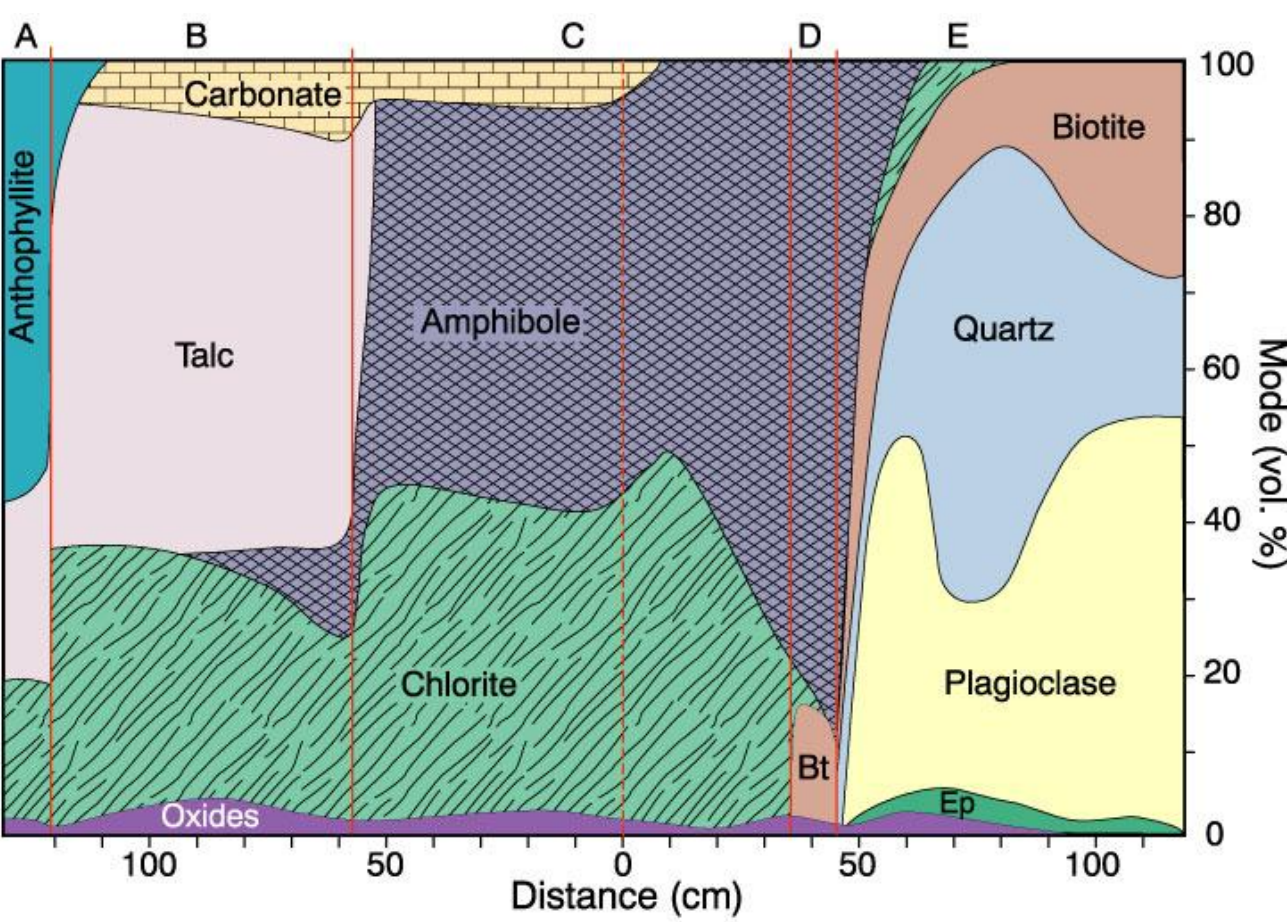 A B C D E
Carbonate
Anthophyllite
Talc
Amphibole
Chlorite
Oxides
Bt
Biotite
Quartz
Plagioclase
Ep
100
80
60
40
20
0
Mode (vol. %)
100 50 0 50 100
Distance (cm)